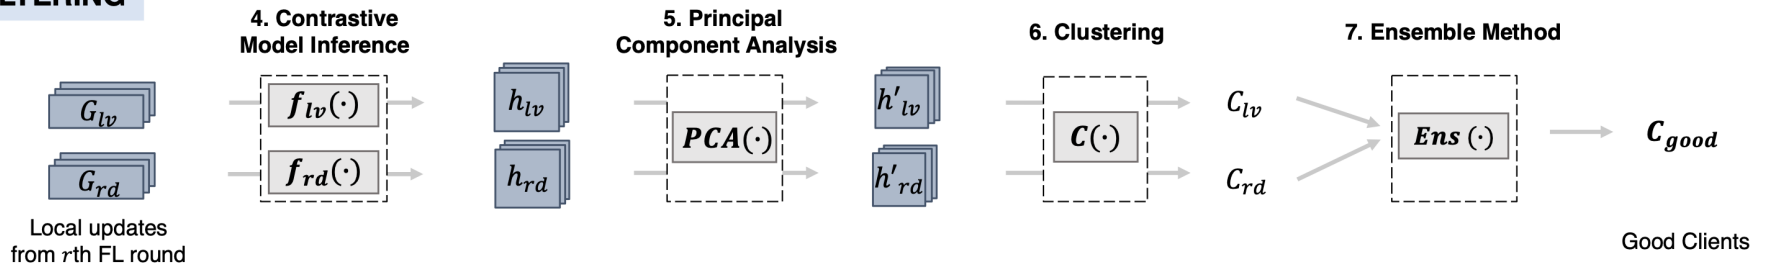 4. Contrastive
Model Inference
5. Principal
Component Analysis
6. Clustering
7. Ensemble Method
G_lv
f_lv(·)
h_lv
PCA(·)
h'_lv
C(·)
C_lv
Ens (·)
C_good
G_rd
f_rd(·)
h_rd
h'_rd
C_rd
Local updates
from rth FL round
Good Clients